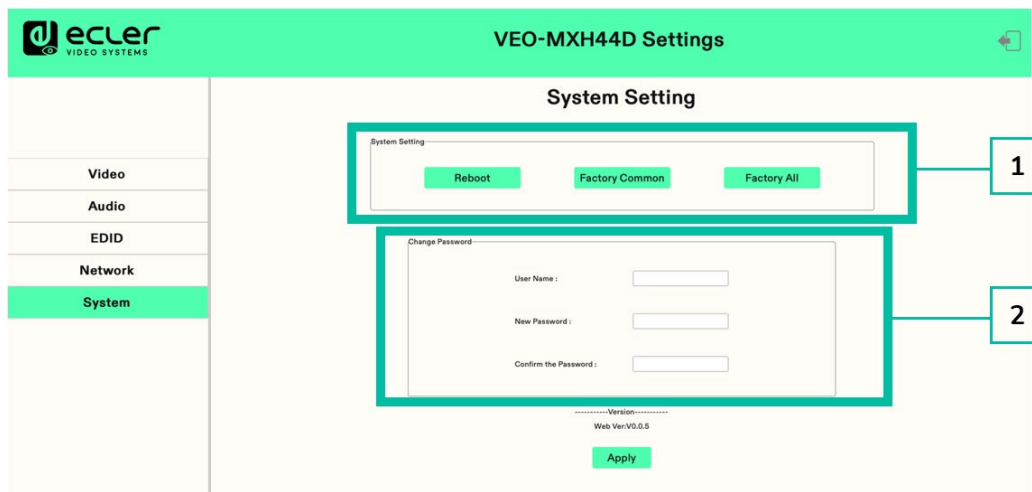 ecler
VIDEO SYSTEMS
VEO-MXH44D Settings
System Setting
System Setting
Reboot Factory Common Factory All
1
Video
Audio
EDID
Network
System
Change Password
User Name :
New Password :
Confirm the Password :
2
-----------Version-----------
Web Ver:V0.0.5
Apply